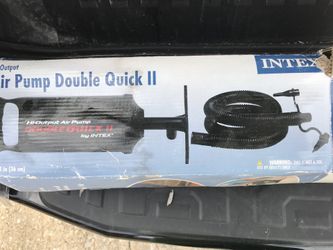 Output
ir Pump Double Quick II
INTEX
Hi-Output Air Pump
DOUBLE QUICK II
by INTEX
in (36 cm)
WARNING: